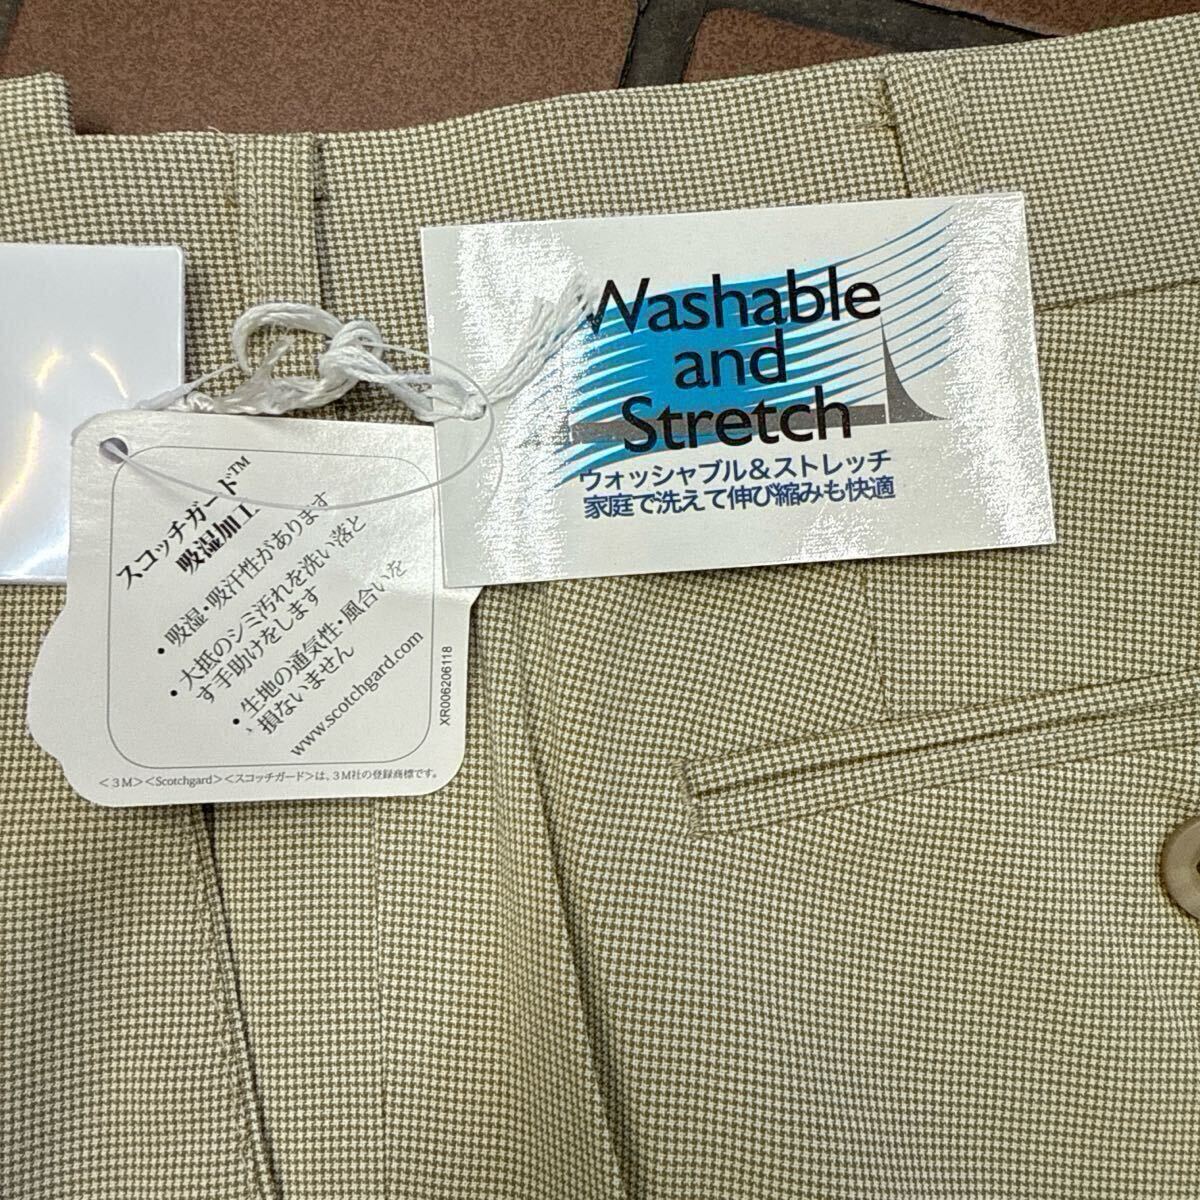 Washable
and
Stretch
ウォッシャブル&ストレッチ
家庭で洗えて伸び縮みも快適
スコッチガード™
吸湿加工
・吸湿・吸汗性があります
・大抵のシミ汚れを洗い落と
す手助けをします
・生地の通気性・風合いを
損ないません
www.scotchgard.com
XR006206118
<3M><Scotchgard><スコッチガード>は、3M社の登録商標です。